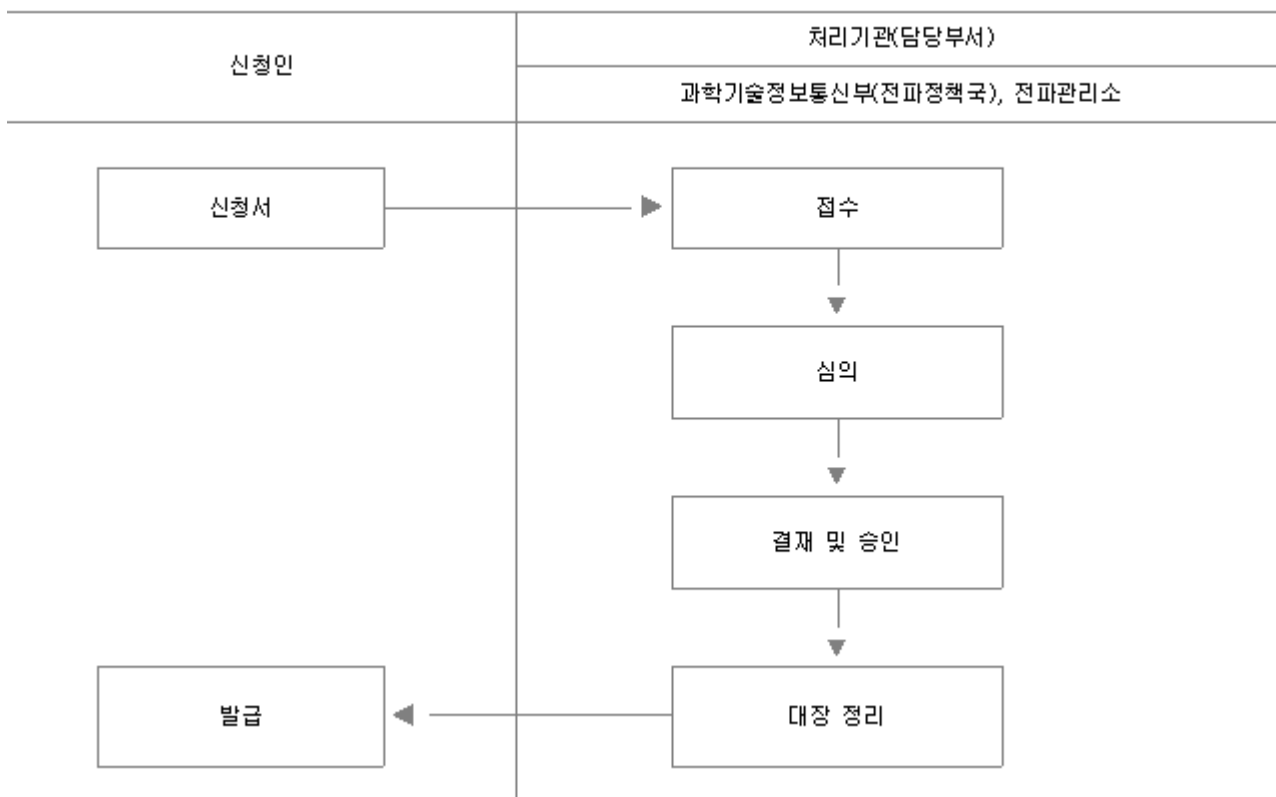 신청인
처리기관(담당부서)
과학기술정보통신부(전파정책국), 전파관리소
신청서
접수
심의
결재 및 승인
발급
대장 정리